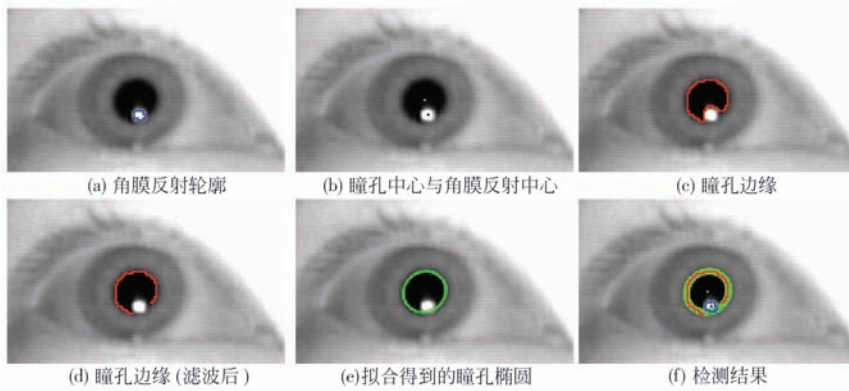 (a) 角膜反射轮廓
(b) 瞳孔中心与角膜反射中心
(c) 瞳孔边缘
(d) 瞳孔边缘(滤波后)
(e)拟合得到的瞳孔椭圆
(f) 检测结果